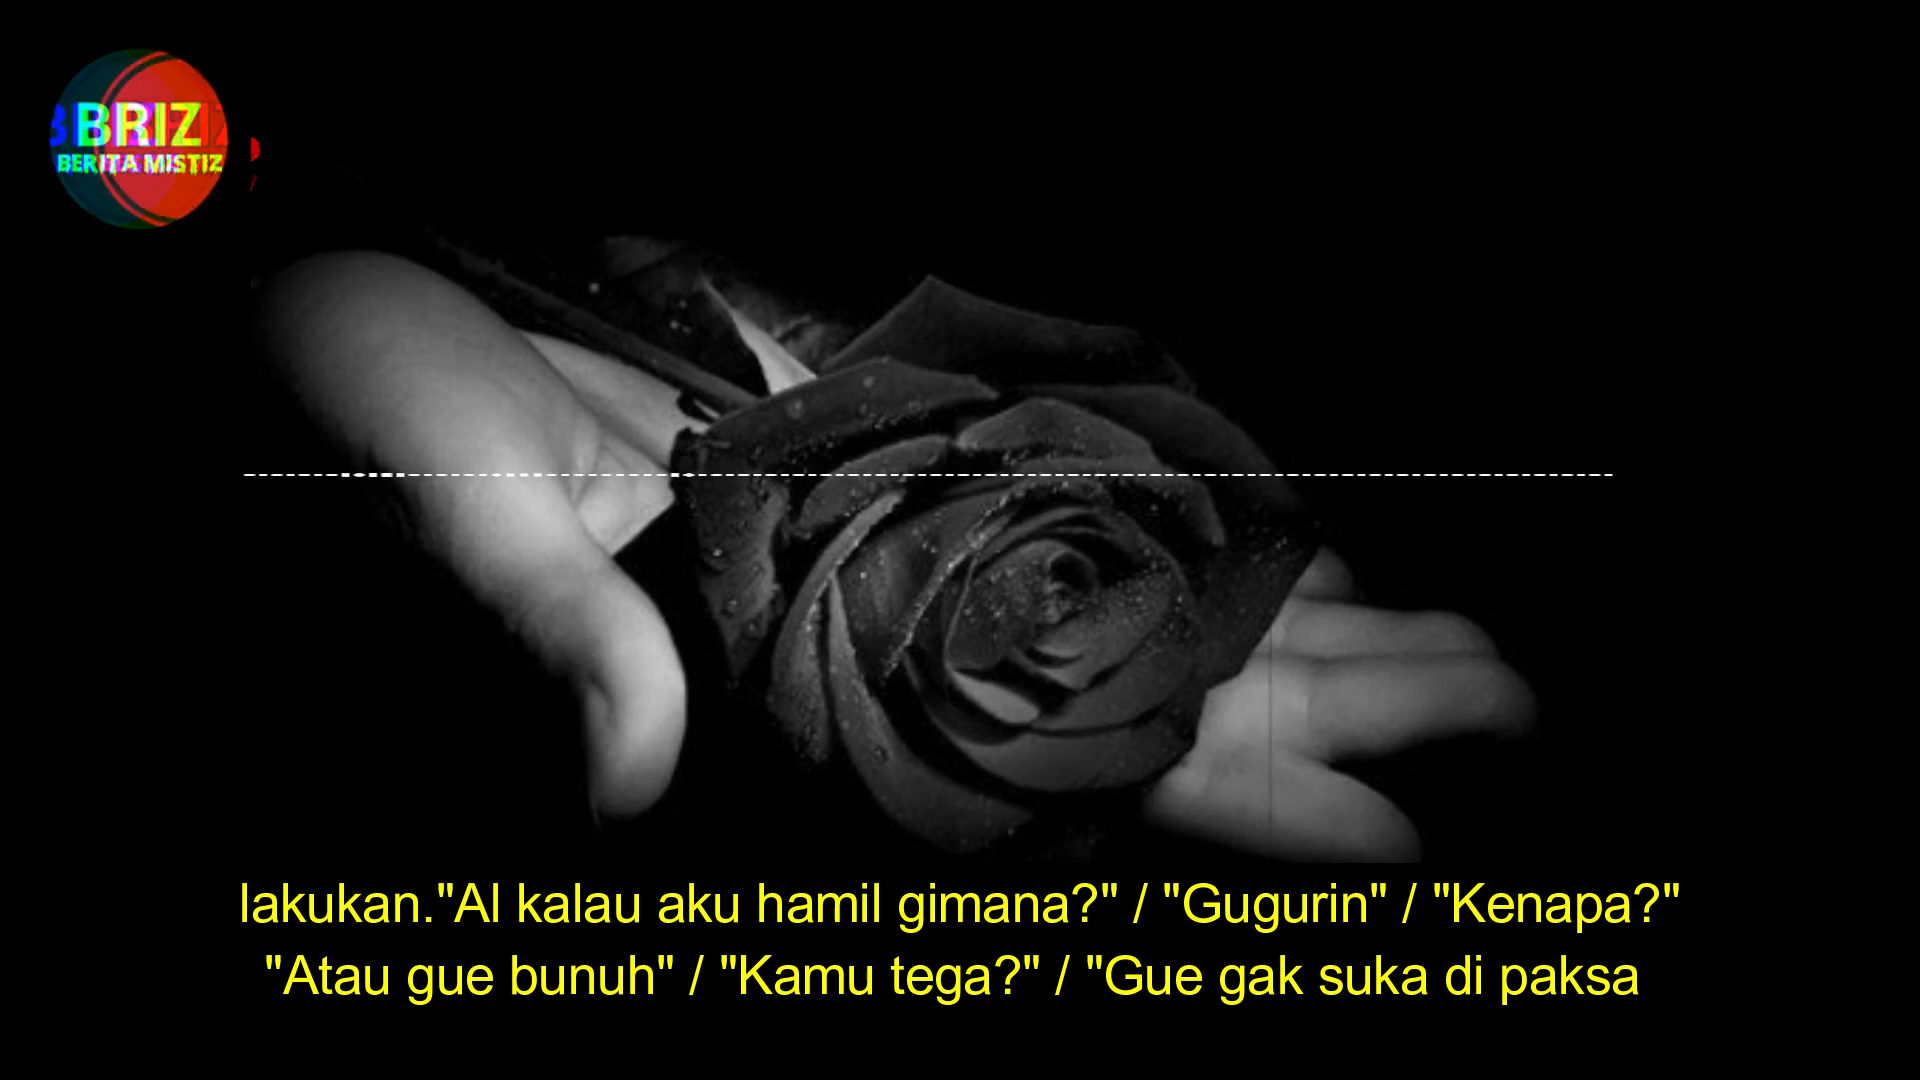 BRIZ
BERITA MISTIZ
lakukan."Al kalau aku hamil gimana?" / "Gugurin" / "Kenapa?"
"Atau gue bunuh" / "Kamu tega?" / "Gue gak suka di paksa